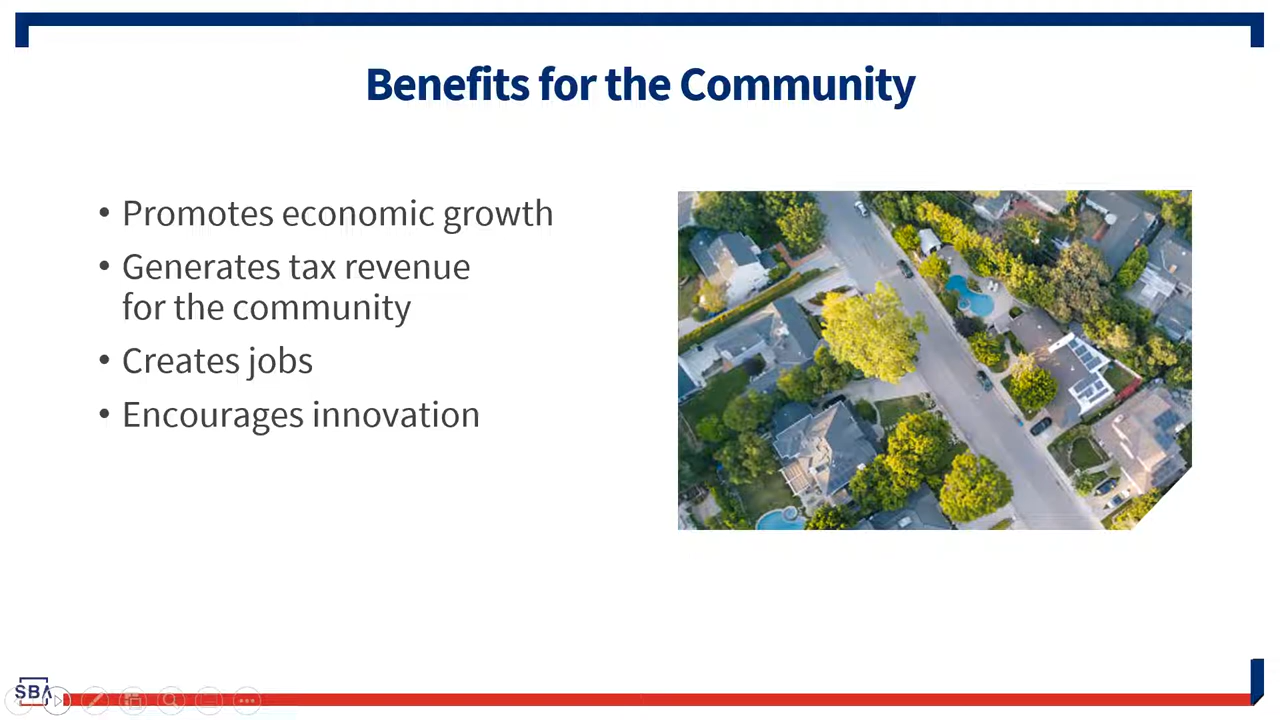 Benefits for the Community
• Promotes economic growth
• Generates tax revenue
for the community
• Creates jobs
• Encourages innovation
SBA